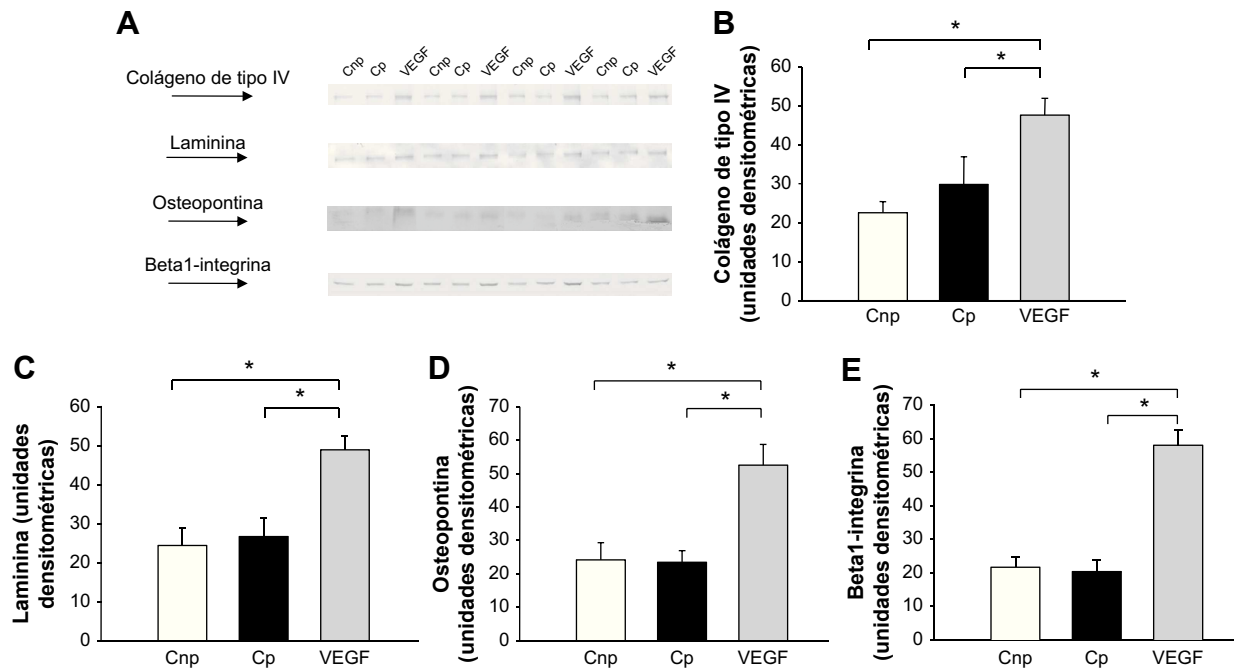 A
Cnp Cp VEGF Cnp Cp VEGF Cnp Cp VEGF Cnp Cp VEGF
Colágeno de tipo IV
Laminina
Osteopontina
Beta1-integrina
B
*
*
Colágeno de tipo IV
(unidades densitométricas)
60
50
40
30
20
10
0
Cnp Cp VEGF
C
*
*
Laminina (unidades
densitométricas)
60
50
40
30
20
10
0
Cnp Cp VEGF
D
*
*
Osteopontina
(unidades densitométricas)
70
60
50
40
30
20
10
0
Cnp Cp VEGF
E
*
*
Beta1-integrina
(unidades densitométricas)
70
60
50
40
30
20
10
0
Cnp Cp VEGF